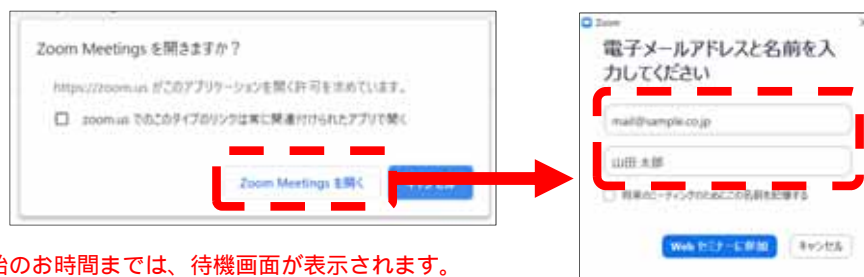 Zoom Meetings を開きますか？
https://zoom.us がこのアプリケーションを開く許可を求めています。
zoom.us でのこのタイプのリンクは常に関連付けられたアプリで開く
Zoom Meetings を開く
Zoom
電子メールアドレスと名前を入
力してください
mail@sample.co.jp
山田 太郎
将来のミーティングのためにこの名前を記憶する
Web セミナーに参加 キャンセル
のお時間までは、待機画面が表示されます。